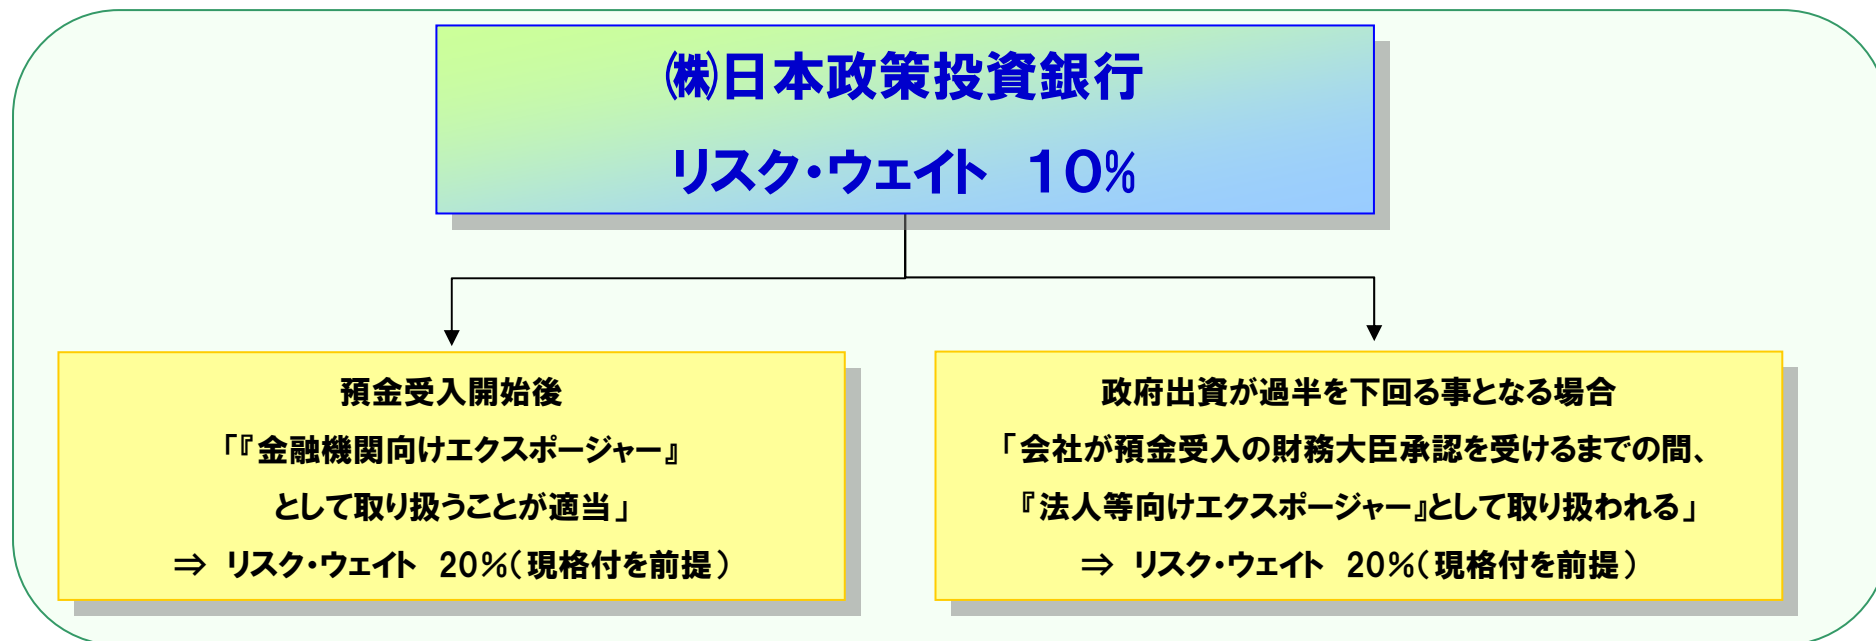 ㈱日本政策投資銀行
リスク・ウェイト　10%
預金受入開始後
「『金融機関向けエクスポージャー』
として取り扱うことが適当」
⇒ リスク・ウェイト　20%(現格付を前提)
政府出資が過半を下回る事となる場合
「会社が預金受入の財務大臣承認を受けるまでの間、
『法人等向けエクスポージャー』として取り扱われる」
⇒ リスク・ウェイト　20%(現格付を前提)